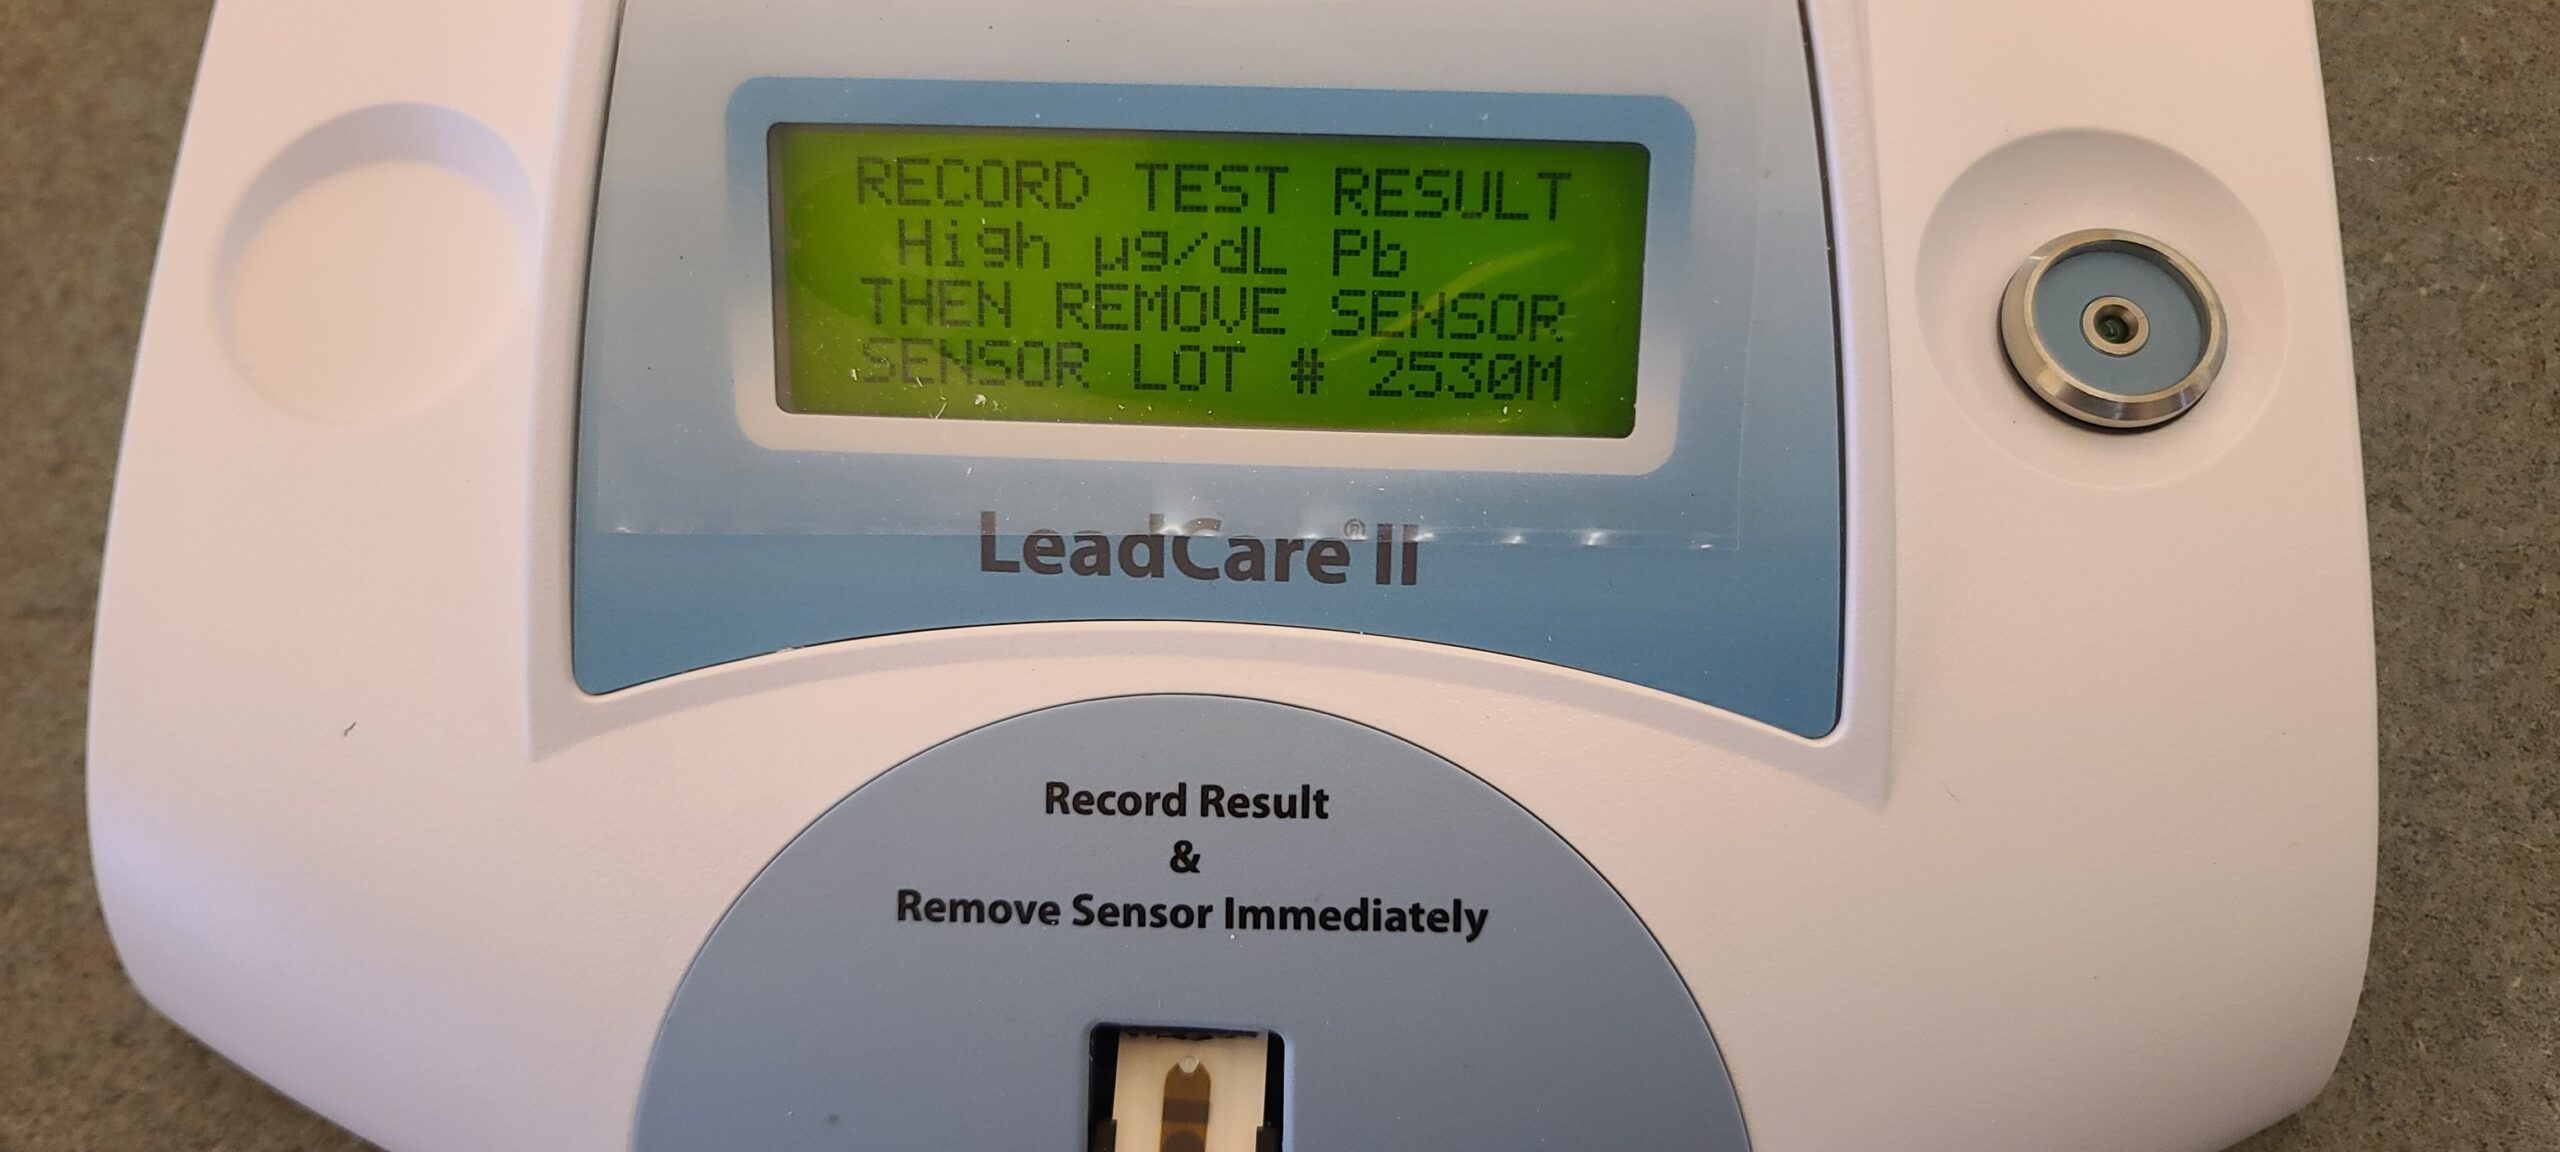 RECORD TEST RESULT
High µg/dL Pb
THEN REMOVE SENSOR
SENSOR LOT # 2530M
LeadCare® II
Record Result
&
Remove Sensor Immediately